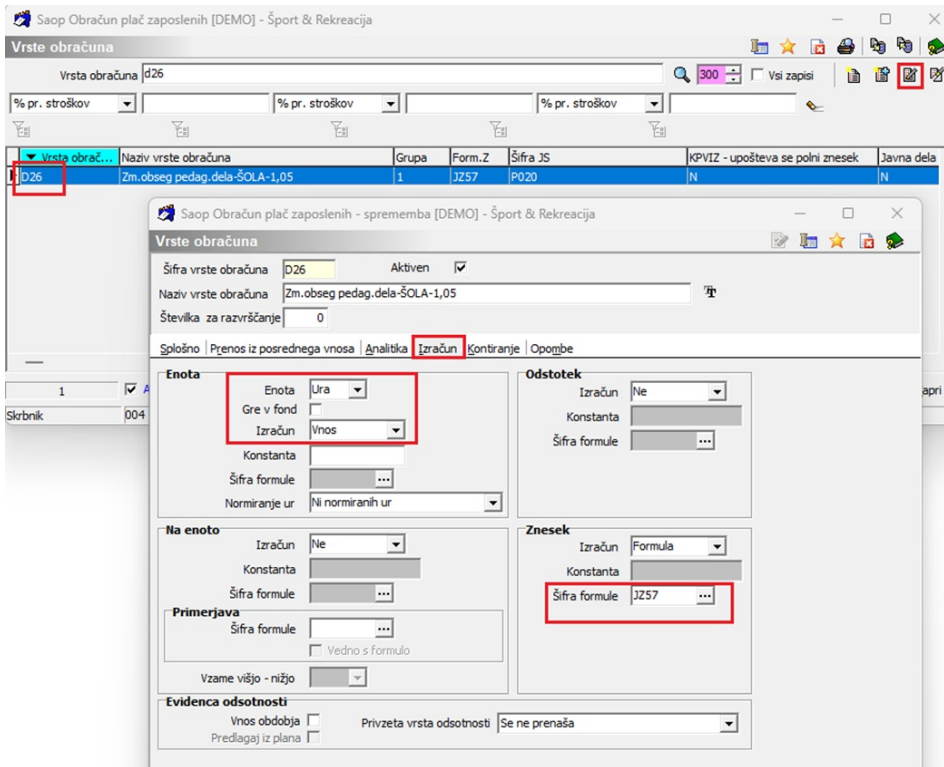 Saop Obračun plač zaposlenih [DEMO] - Šport & Rekreacija
Vrste obračuna
Vrsta obračuna d26 300 Vsi zapisi
% pr. stroškov % pr. stroškov % pr. stroškov
Vrsta obrač... Naziv vrste obračuna Grupa Form.Z Šifra JS KPVIZ - upošteva se polni znesek Javna dela
D26 Zm.obseg pedag.dela-ŠOLA-1,05 1 JZ57 P020 N N
Saop Obračun plač zaposlenih - sprememba [DEMO] - Šport & Rekreacija
Vrste obračuna
Šifra vrste obračuna D26 Aktiven
Naziv vrste obračuna Zm.obseg pedag.dela-ŠOLA-1,05
Številka za razvrščanje 0
Splošno Prenos iz posrednega vnosa Analitika Izračun Kontiranje Opombe
1 A apri
Skrbnik 004
Enota
Enota Ura
Gre v fond
Izračun Vnos
Konstanta
Šifra formule ...
Normiranje ur Ni normiranih ur
Odstotek
Izračun Ne
Konstanta
Šifra formule ...
Na enoto
Izračun Ne
Konstanta
Šifra formule ...
Primerjava
Šifra formule ...
Vedno s formulo
Vzame višjo - nižjo
Znesek
Izračun Formula
Konstanta
Šifra formule JZ57 ...
Evidenca odsotnosti
Vnos obdobja Privzeta vrsta odsotnosti Se ne prenaša
Predlagaj iz plana